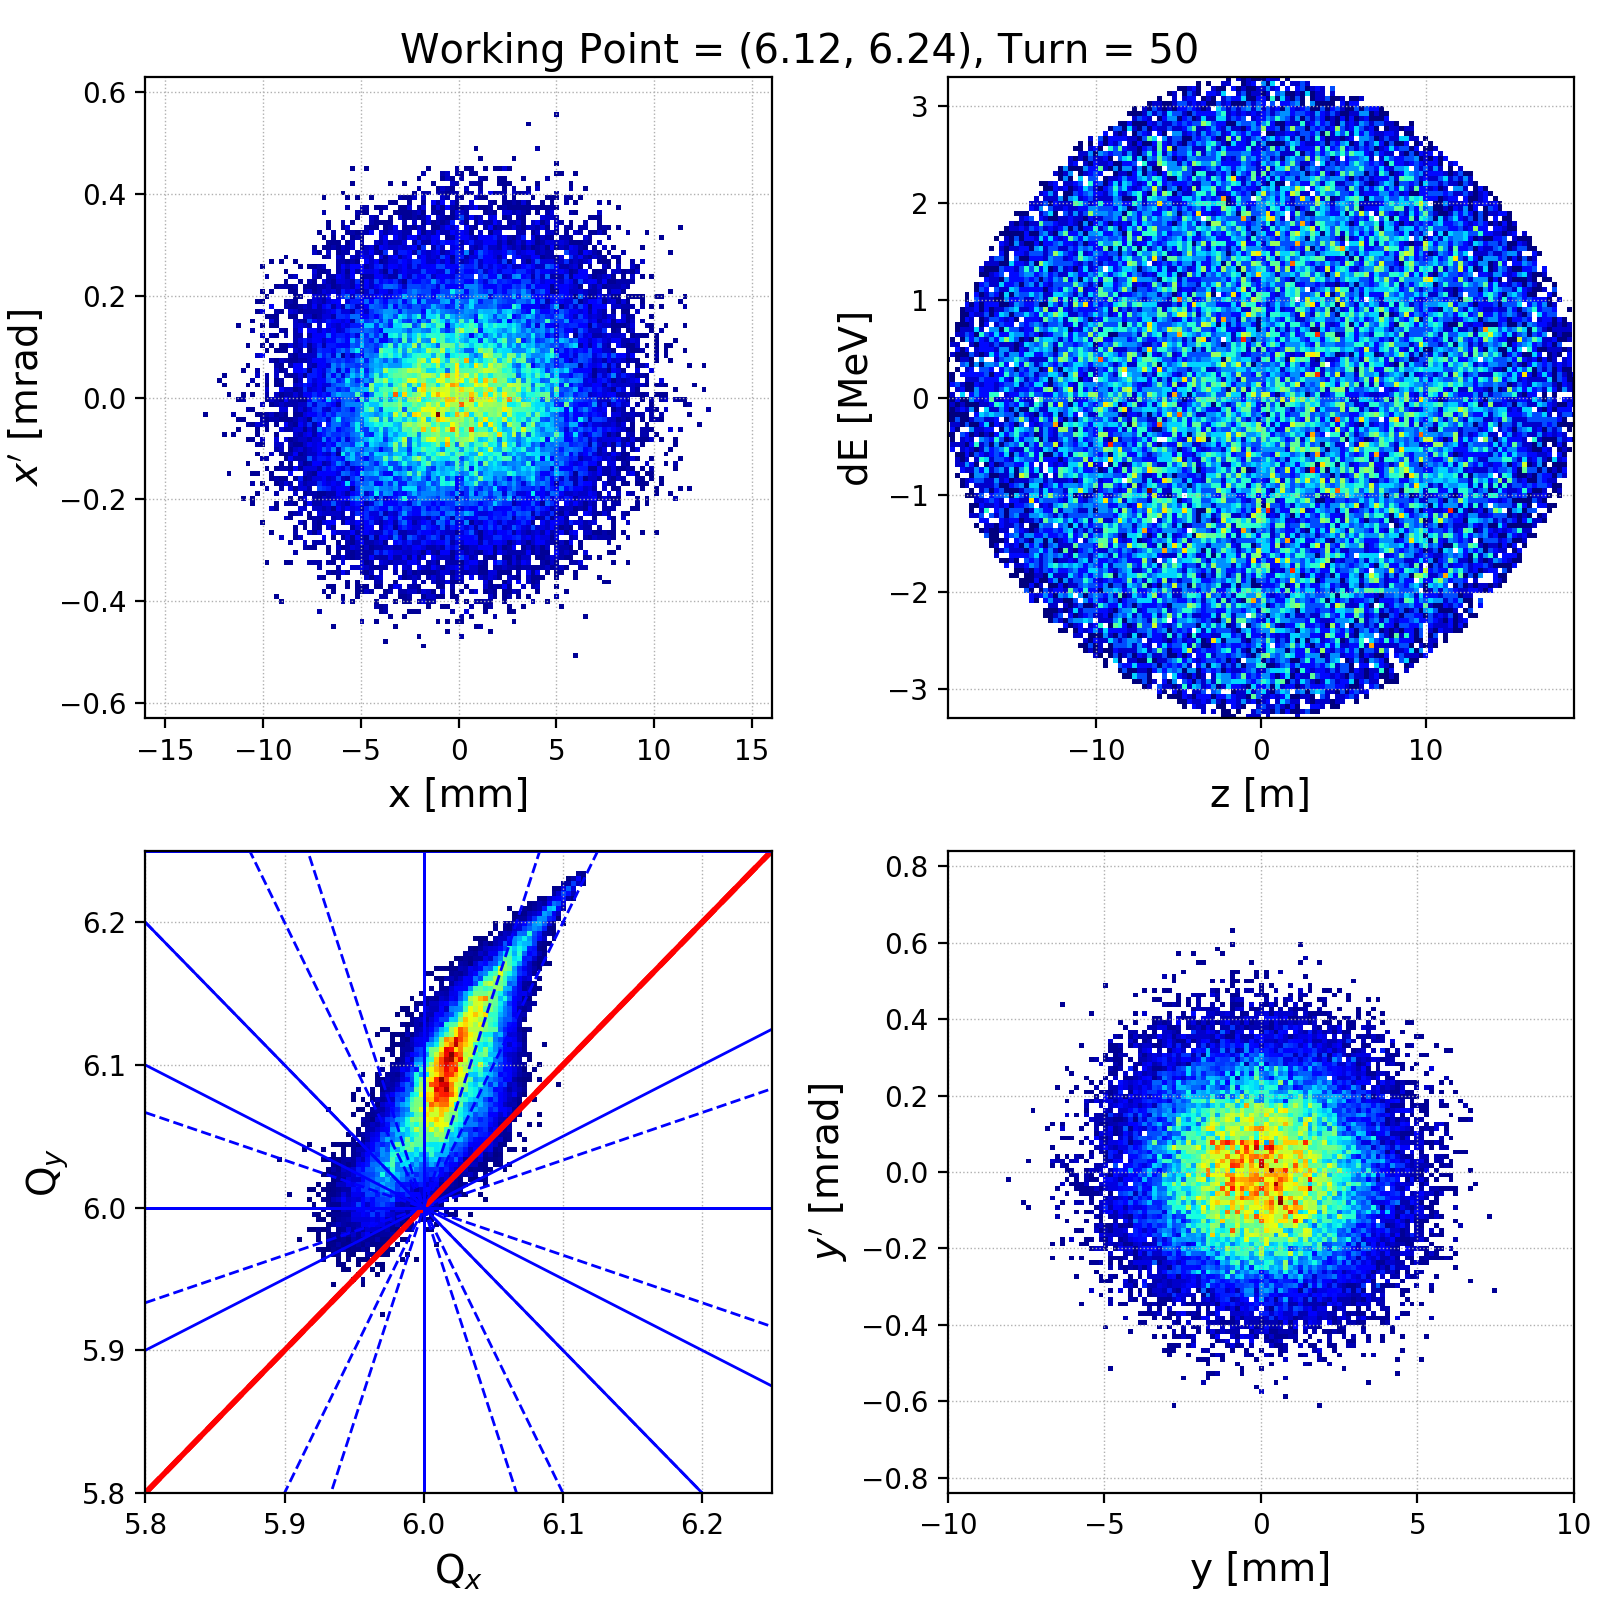 Working Point = (6.12, 6.24), Turn = 50
0.6
0.4
0.2
0.0
−0.2
−0.4
−0.6
x′ [mrad]
−15 −10 −5 0 5 10 15
x [mm]
3
2
1
0
−1
−2
−3
dE [MeV]
−10 0 10
z [m]
6.2
6.1
6.0
5.9
5.8
Qy
5.8 5.9 6.0 6.1 6.2
Qx
0.8
0.6
0.4
0.2
0.0
−0.2
−0.4
−0.6
−0.8
y′ [mrad]
−10 −5 0 5 10
y [mm]